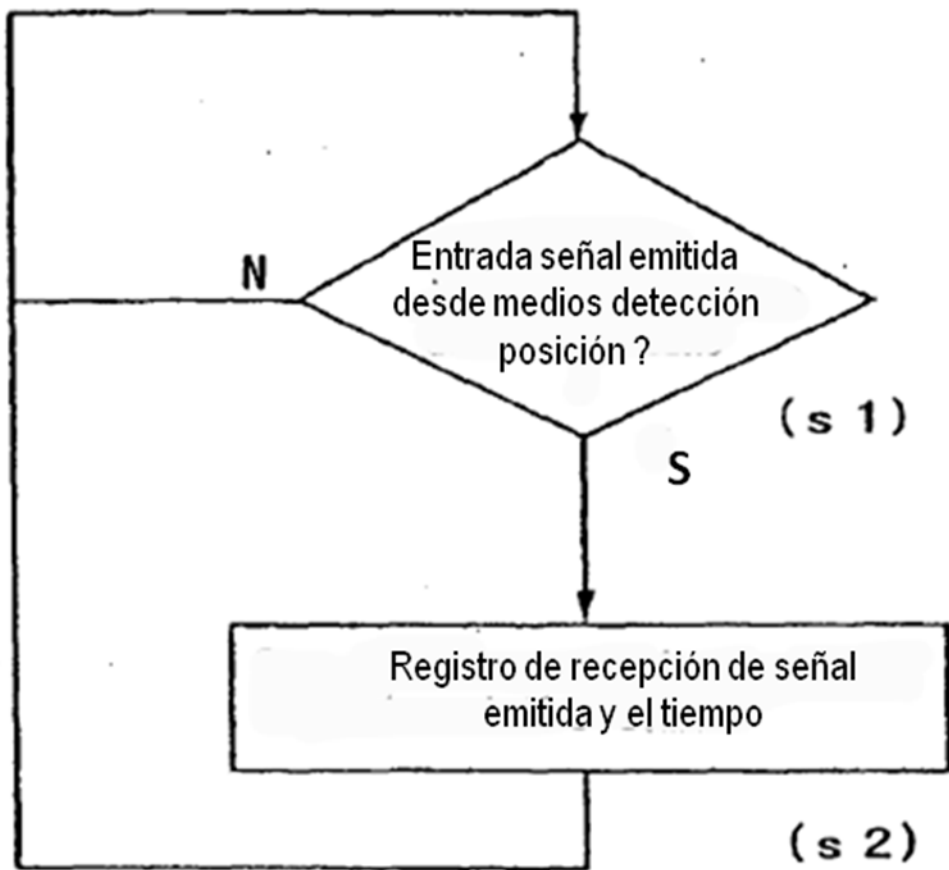 Entrada señal emitida
desde medios detección
posición ?
N
(s 1)
S
Registro de recepción de señal
emitida y el tiempo
(s 2)